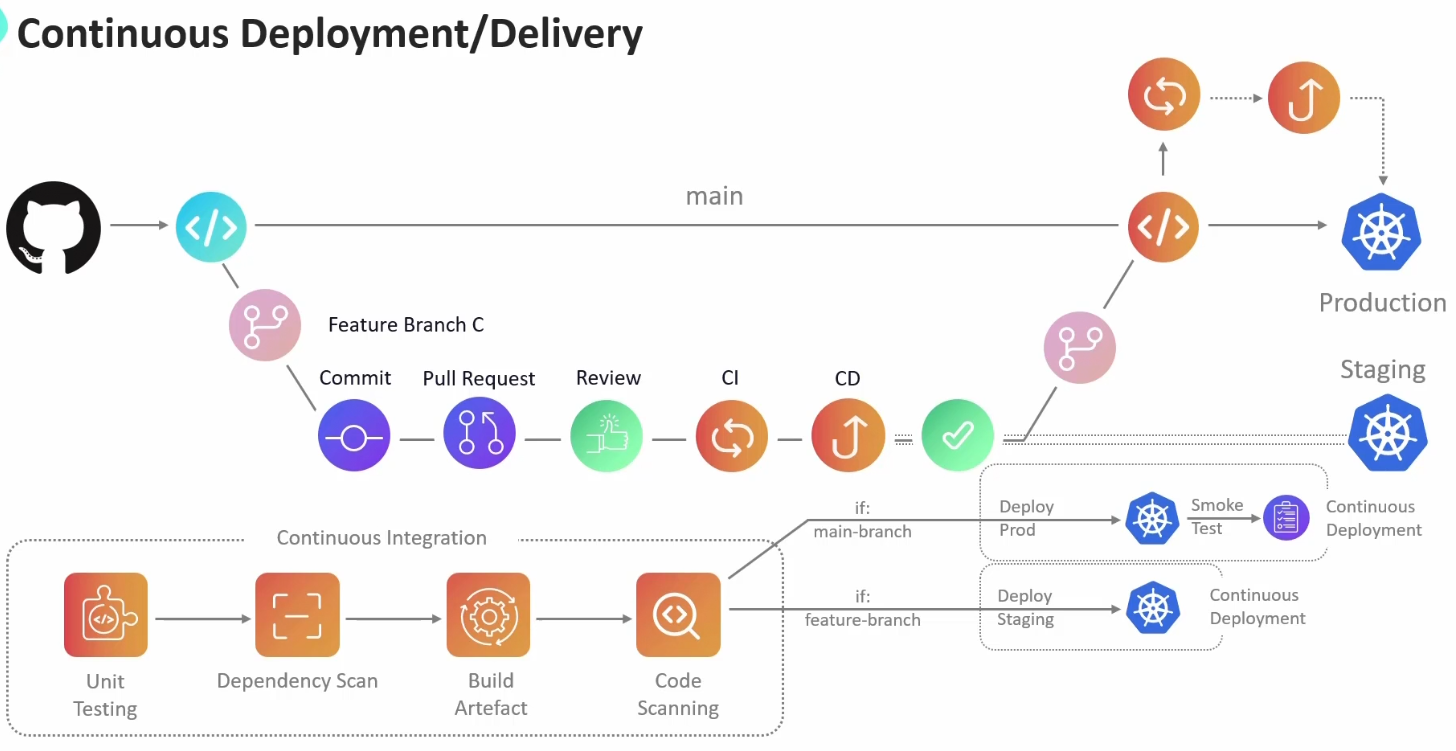 Continuous Deployment/Delivery
main
Production
Feature Branch C
Staging
Commit
Pull Request
Review
CI
CD
Continuous Integration
if:
main-branch
Deploy
Prod
Smoke
Test
Continuous
Deployment
if:
feature-branch
Deploy
Staging
Continuous
Deployment
Unit
Testing
Dependency Scan
Build
Artefact
Code
Scanning